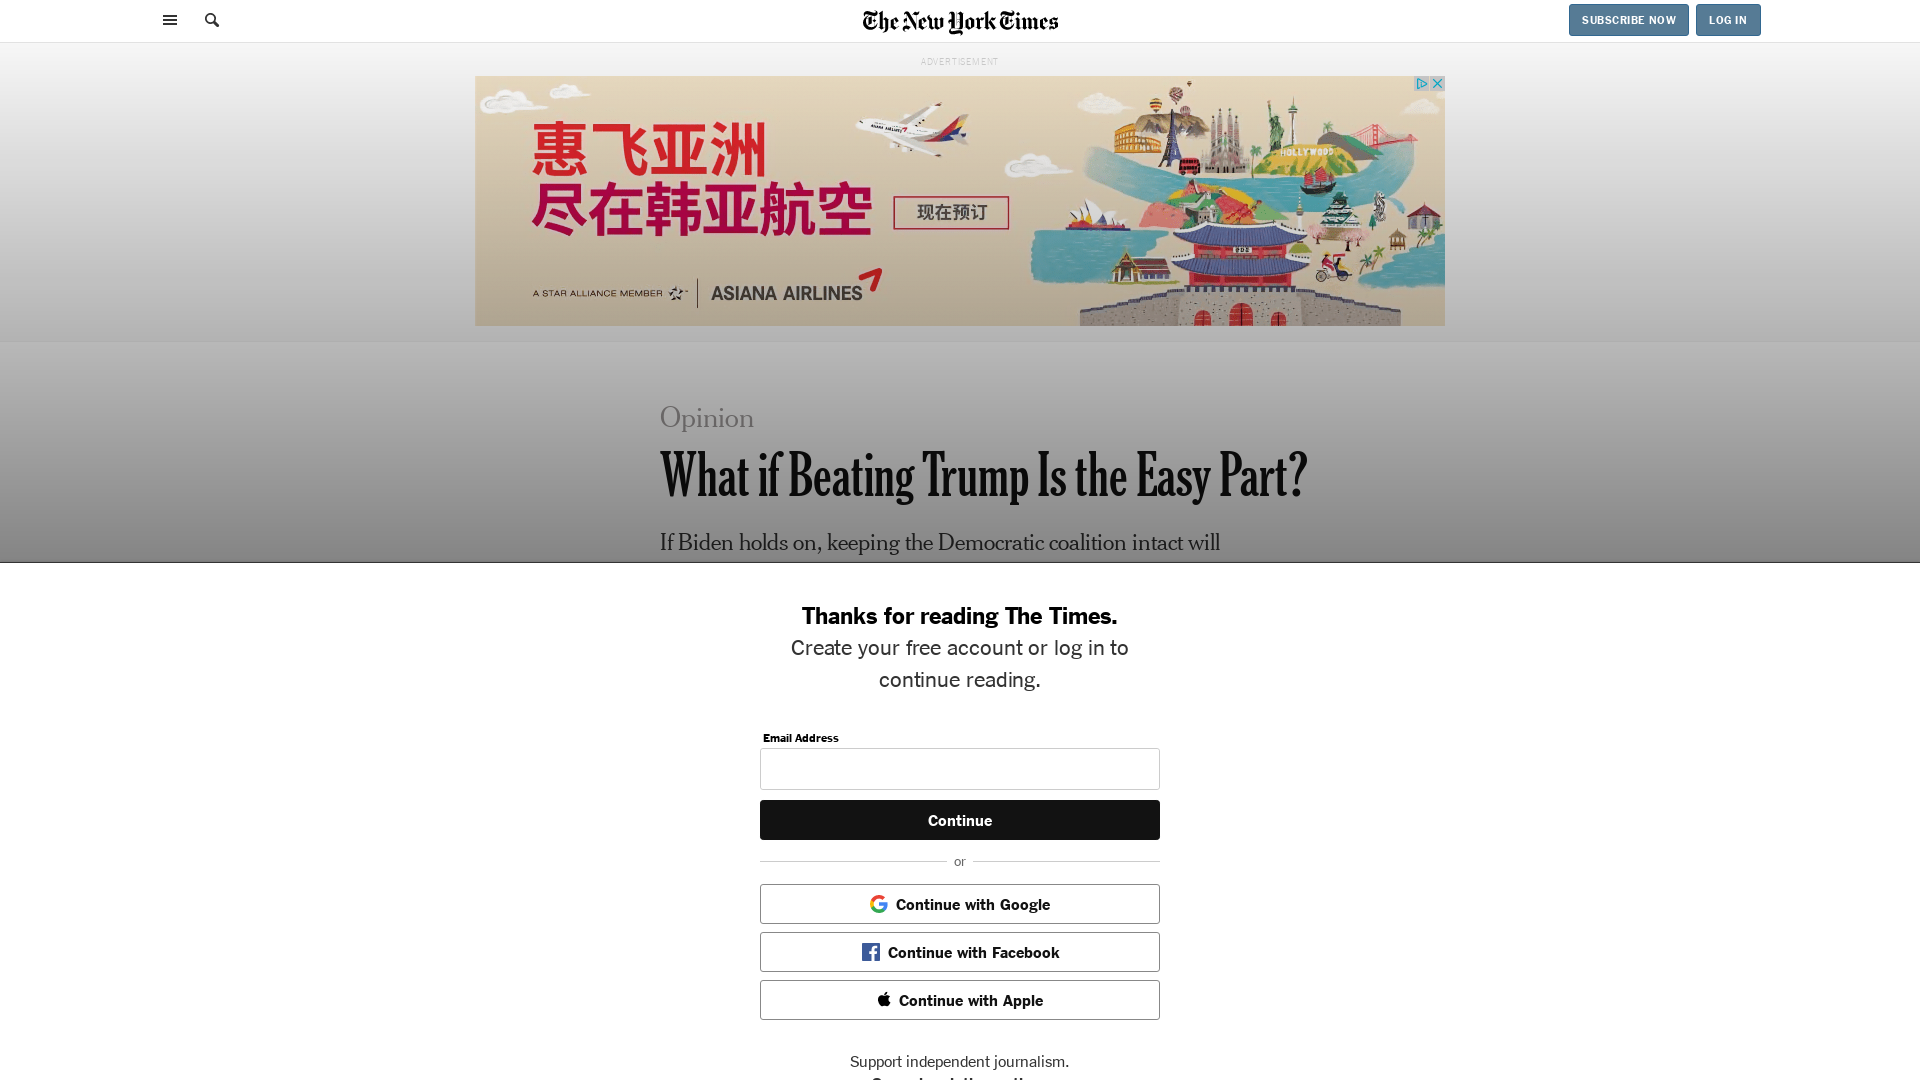 The New York Times
SUBSCRIBE NOW
LOG IN
ADVERTISEMENT
惠飞亚洲
尽在韩亚航空
现在预订
ASIANA AIRLINES
HOLLYWOOD
A STAR ALLIANCE MEMBER
ASIANA AIRLINES
Opinion
What if Beating Trump Is the Easy Part?
If Biden holds on, keeping the Democratic coalition intact will
Thanks for reading The Times.
Create your free account or log in to
continue reading.
Email Address
Continue
or
Continue with Google
Continue with Facebook
Continue with Apple
Support independent journalism.